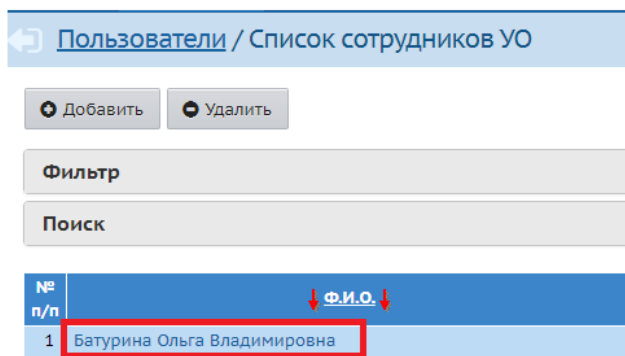 Пользователи / Список сотрудников УО
Добавить Удалить
Фильтр
Поиск
№ п/п Ф.И.О.
1 Батурина Ольга Владимировна